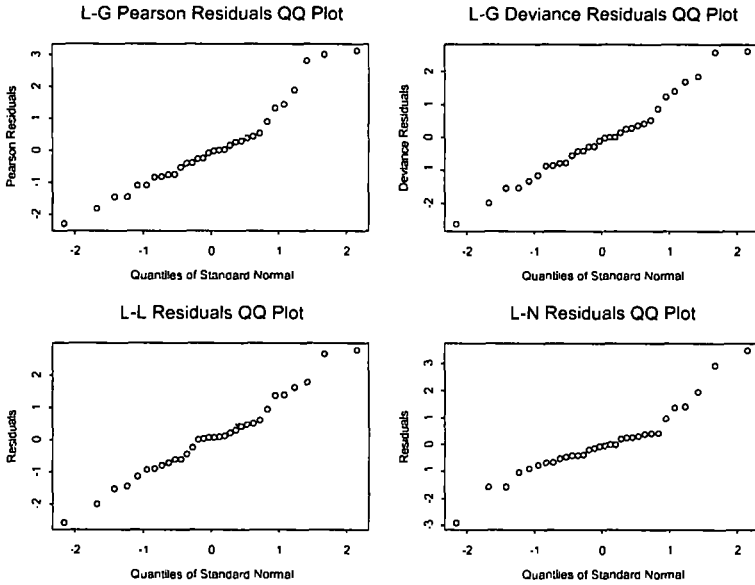 L-G Pearson Residuals QQ Plot
Pearson Residuals
3
2
1
0
-1
-2
-2 -1 0 1 2
Quantiles of Standard Normal
L-G Deviance Residuals QQ Plot
Deviance Residuals
2
1
0
-1
-2
-2 -1 0 1 2
Quantiles of Standard Normal
L-L Residuals QQ Plot
Residuals
2
1
0
-1
-2
-2 -1 0 1 2
Quantiles of Standard Normal
L-N Residuals QQ Plot
Residuals
3
2
1
0
-1
-2
-3
-2 -1 0 1 2
Quantiles of Standard Normal